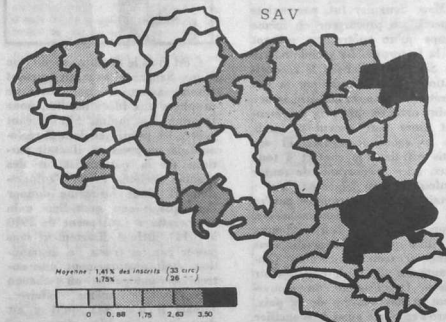 SAV
Moyenne : 1,41% des inscrits (33 circ)
1,75% -- -- (26 -- )
0 0,88 1,75 2,63 3,50